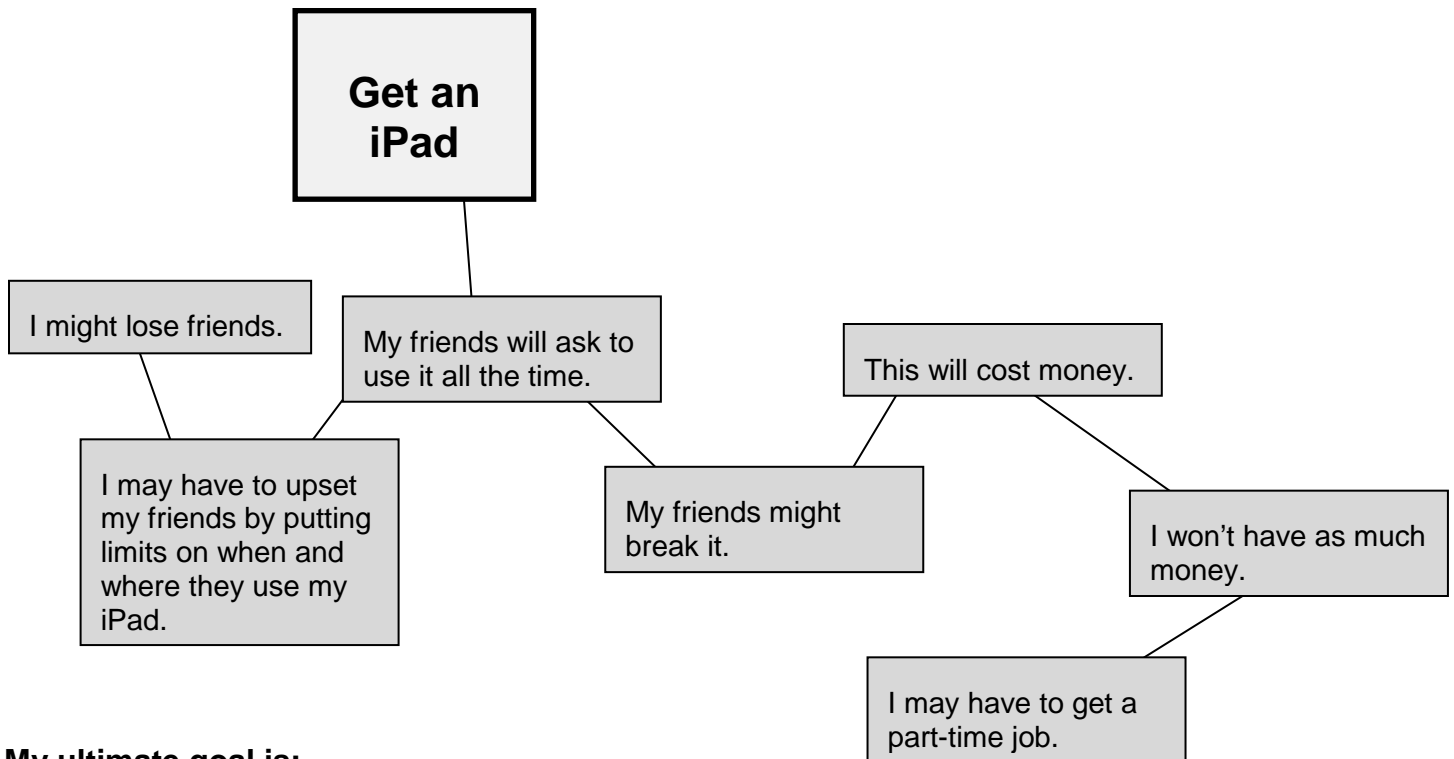 Get an
iPad
I might lose friends.
My friends will ask to
use it all the time.
This will cost money.
I may have to upset
my friends by putting
limits on when and
where they use my
iPad.
My friends might
break it.
I won’t have as much
money.
I may have to get a
part-time job.
My ultimate goal is: